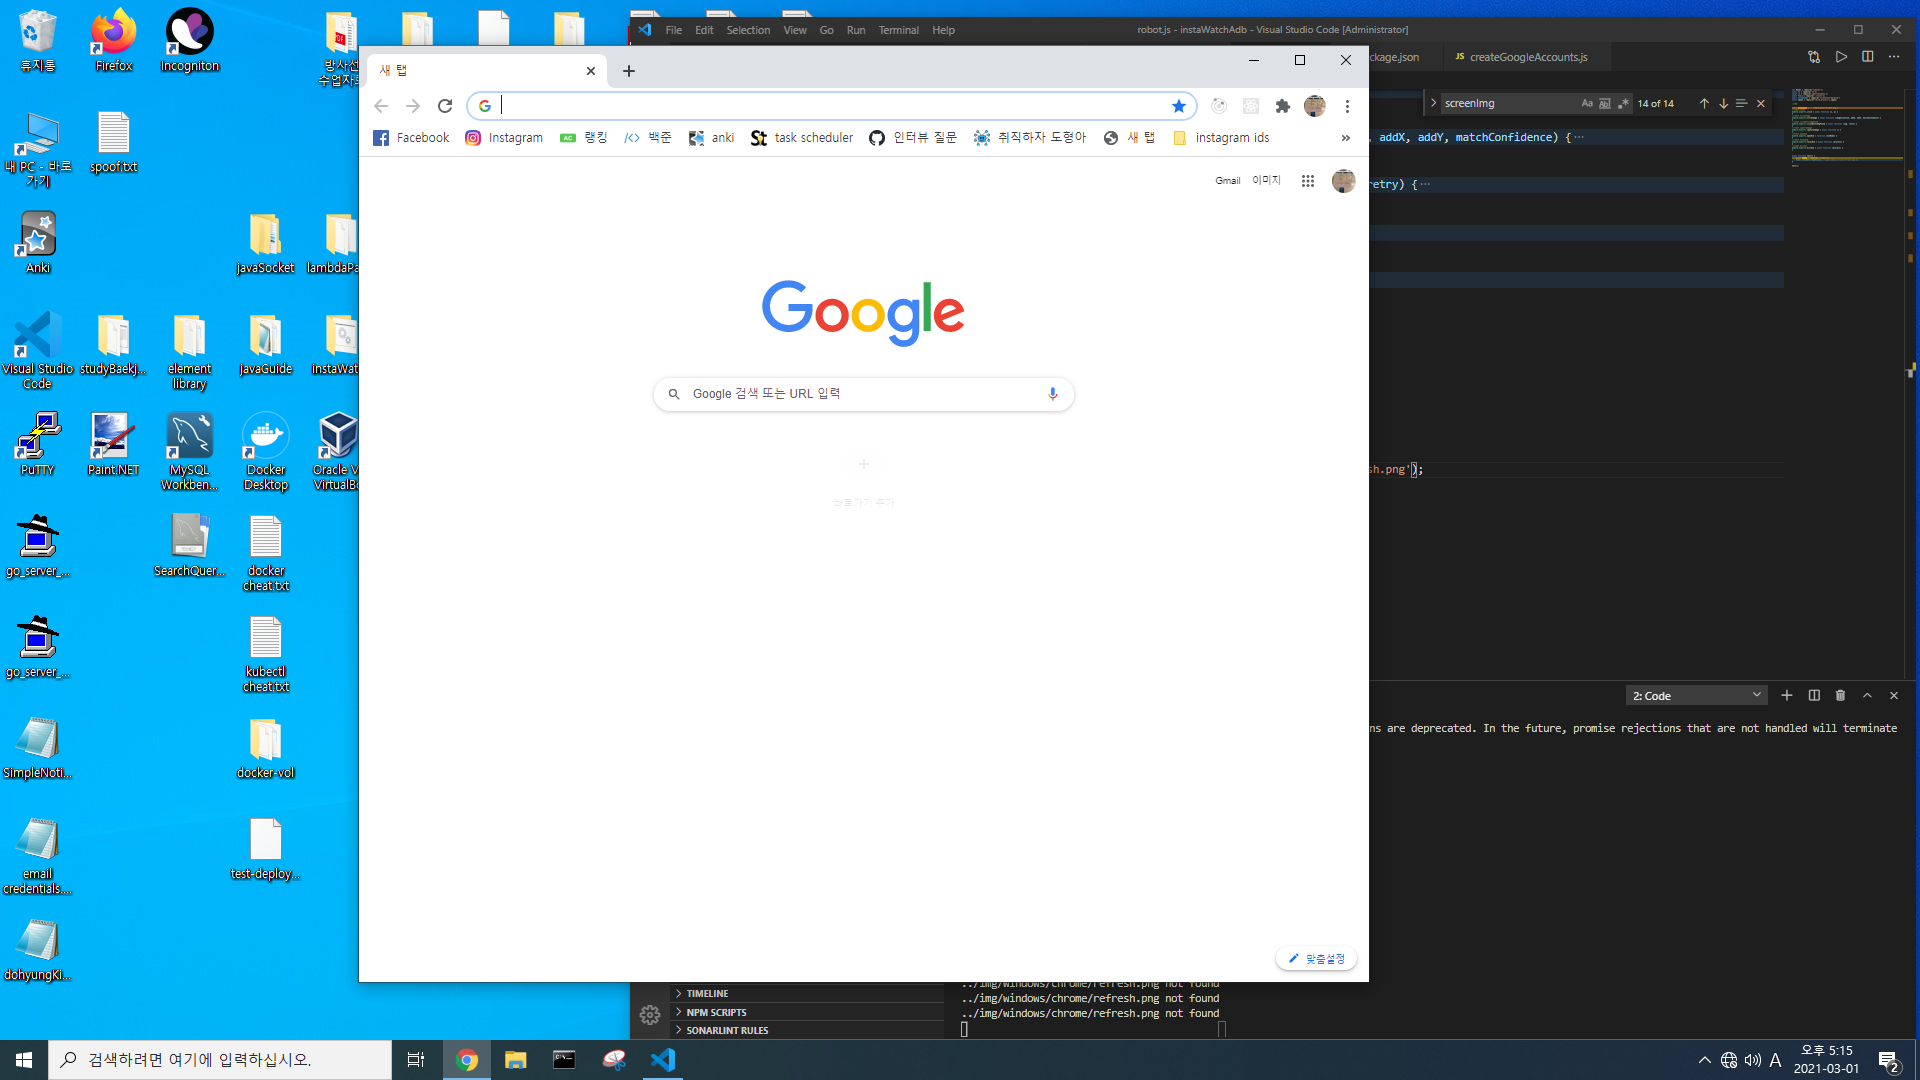 휴지통
Firefox
Incogniton
방사선
수업자료
File Edit Selection View Go Run Terminal Help
robot.js - instaWatchAdb - Visual Studio Code [Administrator]
새 탭
ckage.json
JS createGoogleAccounts.js
screenImg
Aa
14 of 14
Facebook
Instagram
AC 랭킹
</> 백준
anki
St task scheduler
인터뷰 질문
취직하자 도형아
새 탭
instagram ids
»
, addX, addY, matchConfidence) {···
Gmail 이미지
etry) {···
내 PC - 바로
가기
spoof.txt
Anki
javaSocket
lambdaPa
Google
Google 검색 또는 URL 입력
Visual Studio
Code
studyBaekj...
element
library
javaGuide
instaWat
PuTTY
Paint.NET
MySQL
Workben...
Docker
Desktop
Oracle V
VirtualBo
바로가기 추가
sh.png');
go_server_...
SearchQuer...
docker
cheat.txt
go_server_...
kubectl
cheat.txt
2: Code
ns are deprecated. In the future, promise rejections that are not handled will terminate
SimpleNoti...
docker-vol
email
credentials....
test-deploy...
dohyungKi...
맞춤설정
TIMELINE
NPM SCRIPTS
SONARLINT RULES
../img/windows/chrome/refresh.png not found
../img/windows/chrome/refresh.png not found
../img/windows/chrome/refresh.png not found
검색하려면 여기에 입력하십시오.
A
오후 5:15
2021-03-01
2